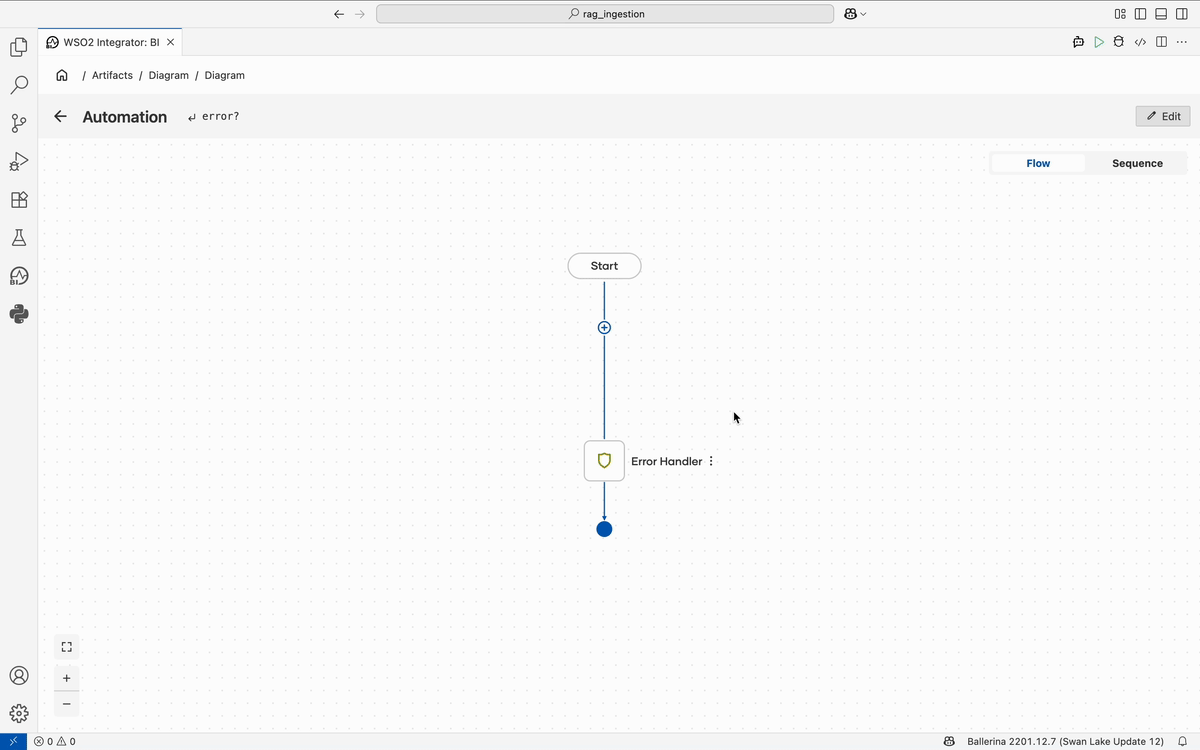 rag_ingestion
WSO2 Integrator: BI
/ Artifacts / Diagram / Diagram
Automation
error?
Edit
Flow
Sequence
Start
Error Handler
BI
0 0
Ballerina 2201.12.7 (Swan Lake Update 12)